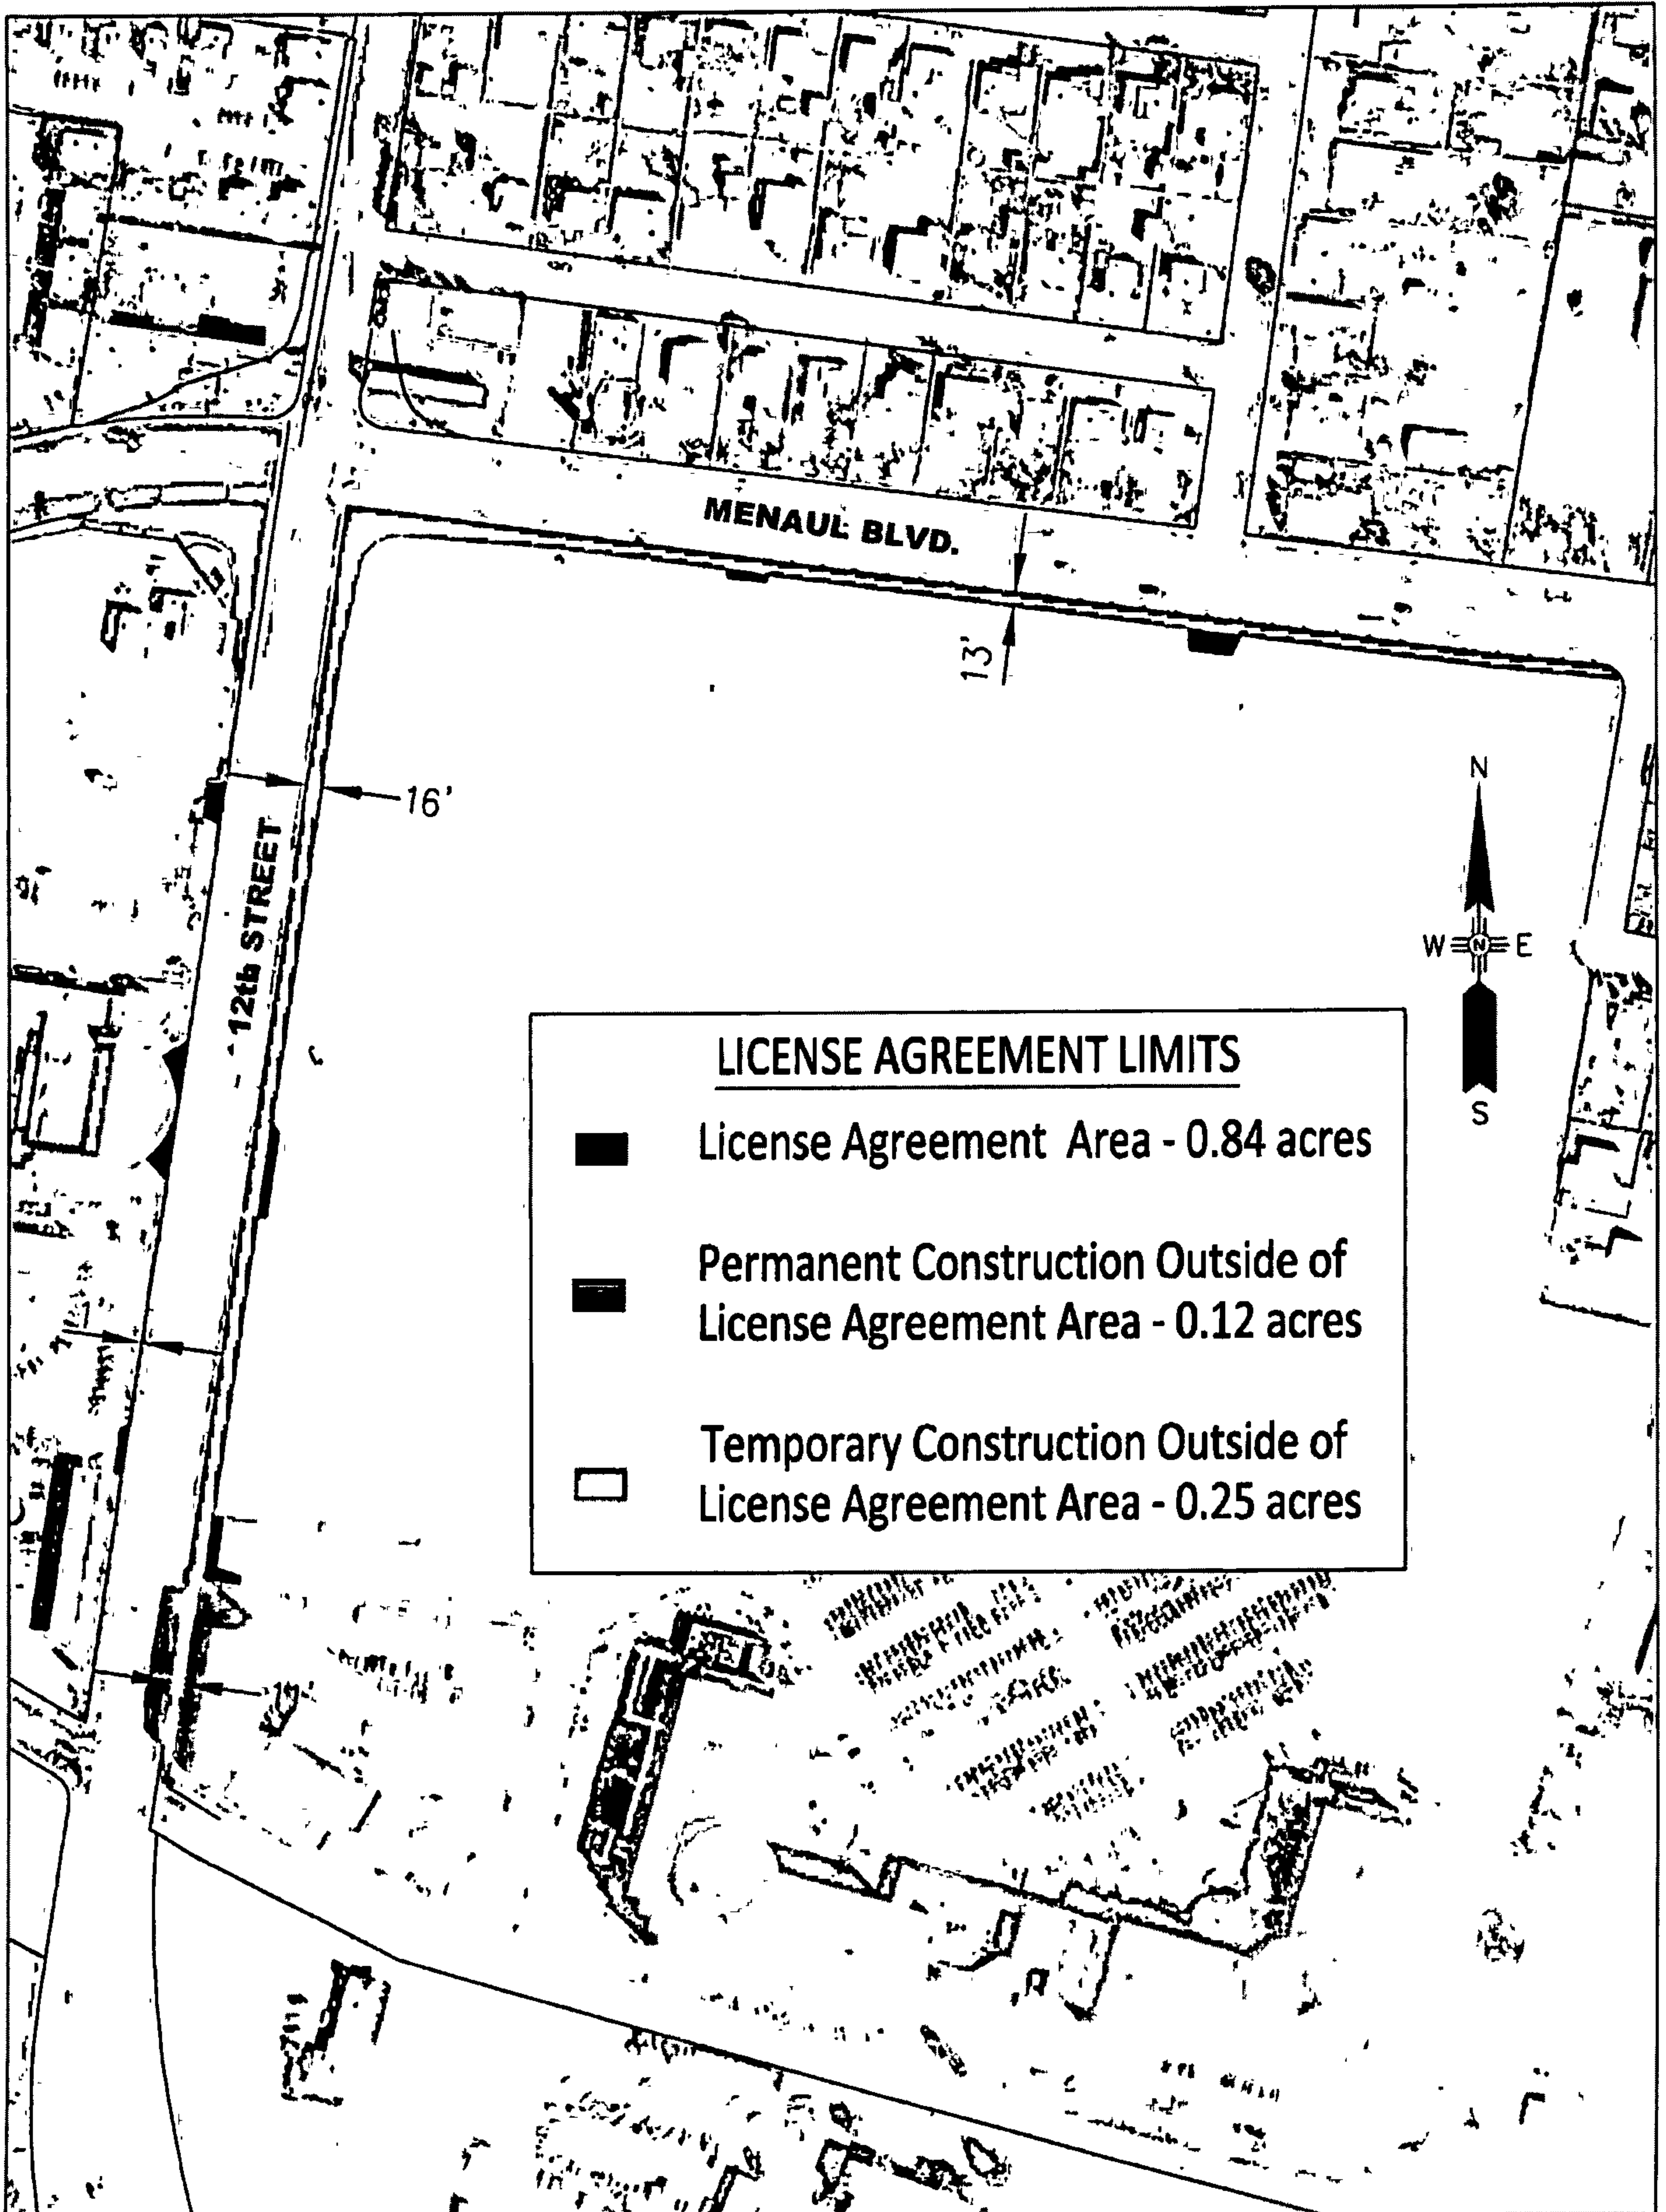 MENAUL BLVD.
13'
16'
12th STREET
N
W N E
S
LICENSE AGREEMENT LIMITS
License Agreement Area - 0.84 acres
Permanent Construction Outside of
License Agreement Area - 0.12 acres
Temporary Construction Outside of
License Agreement Area - 0.25 acres